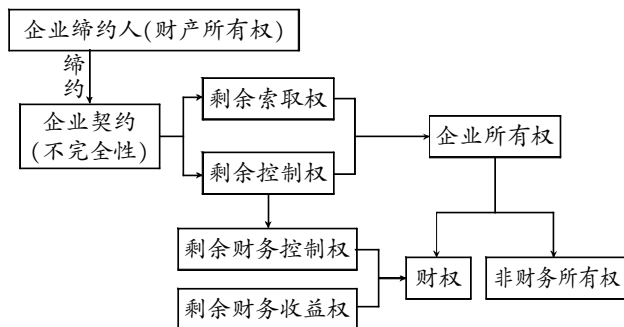 企业缔约人(财产所有权)
缔
约
剩余索取权
企业契约
(不完全性)
企业所有权
剩余控制权
剩余财务控制权
财权
非财务所有权
剩余财务收益权